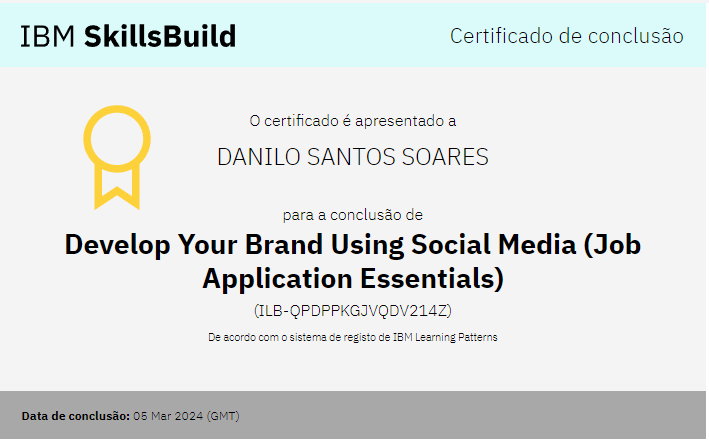 IBM SkillsBuild
Certificado de conclusão
O certificado é apresentado a
DANILO SANTOS SOARES
para a conclusão de
Develop Your Brand Using Social Media (Job
Application Essentials)
(ILB-QPDPPKGJVQDV214Z)
De acordo com o sistema de registo de IBM Learning Patterns
Data de conclusão: 05 Mar 2024 (GMT)